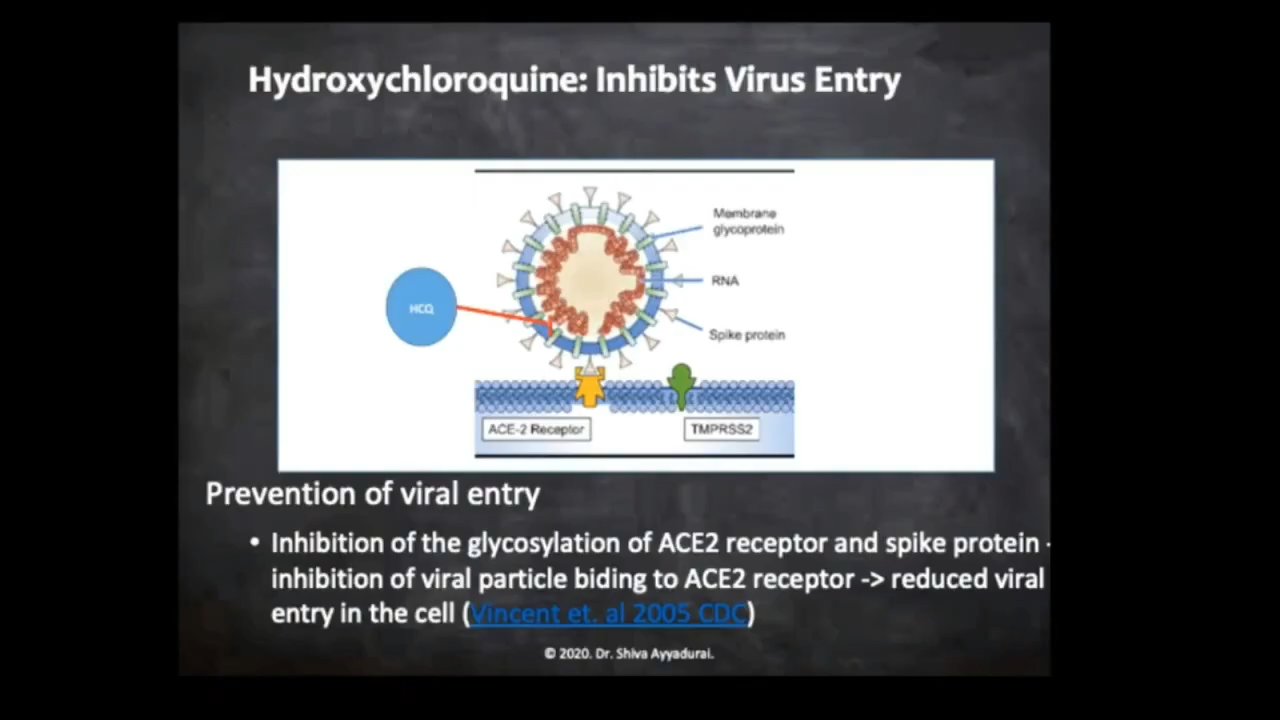 Hydroxychloroquine: Inhibits Virus Entry
Membrane
glycoprotein
HCQ
RNA
Spike protein
ACE-2 Receptor
TMPRSS2
Prevention of viral entry
• Inhibition of the glycosylation of ACE2 receptor and spike protein -
inhibition of viral particle biding to ACE2 receptor -> reduced viral
entry in the cell (Vincent et. al 2005 CDC)
© 2020. Dr. Shiva Ayyadurai.